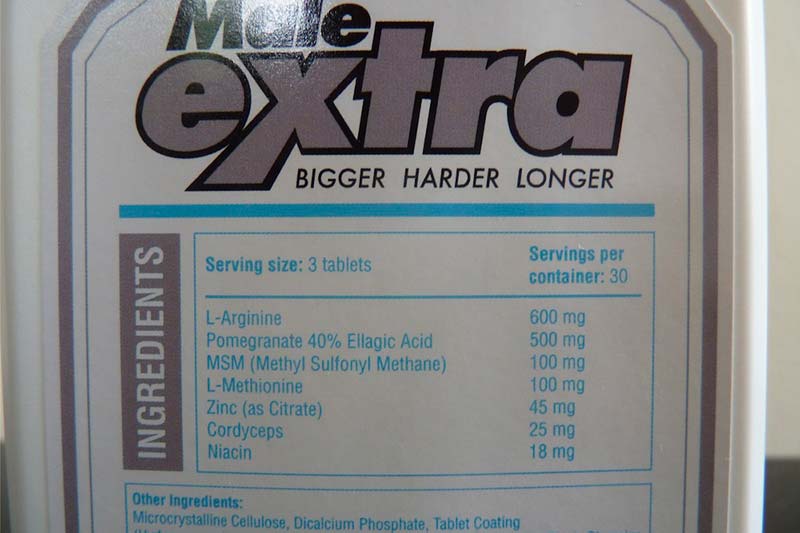 Male
extra
BIGGER HARDER LONGER
INGREDIENTS
Serving size: 3 tablets
Servings per
container: 30
L-Arginine 600 mg
Pomegranate 40% Ellagic Acid 500 mg
MSM (Methyl Sulfonyl Methane) 100 mg
L-Methionine 100 mg
Zinc (as Citrate) 45 mg
Cordyceps 25 mg
Niacin 18 mg
Other Ingredients:
Microcrystalline Cellulose, Dicalcium Phosphate, Tablet Coating